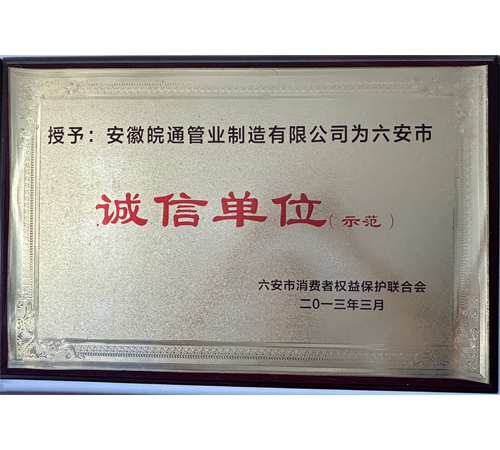 授予：安徽皖通管业制造有限公司为六安市
诚信单位（示范）
六安市消费者权益保护联合会
二〇一三年三月